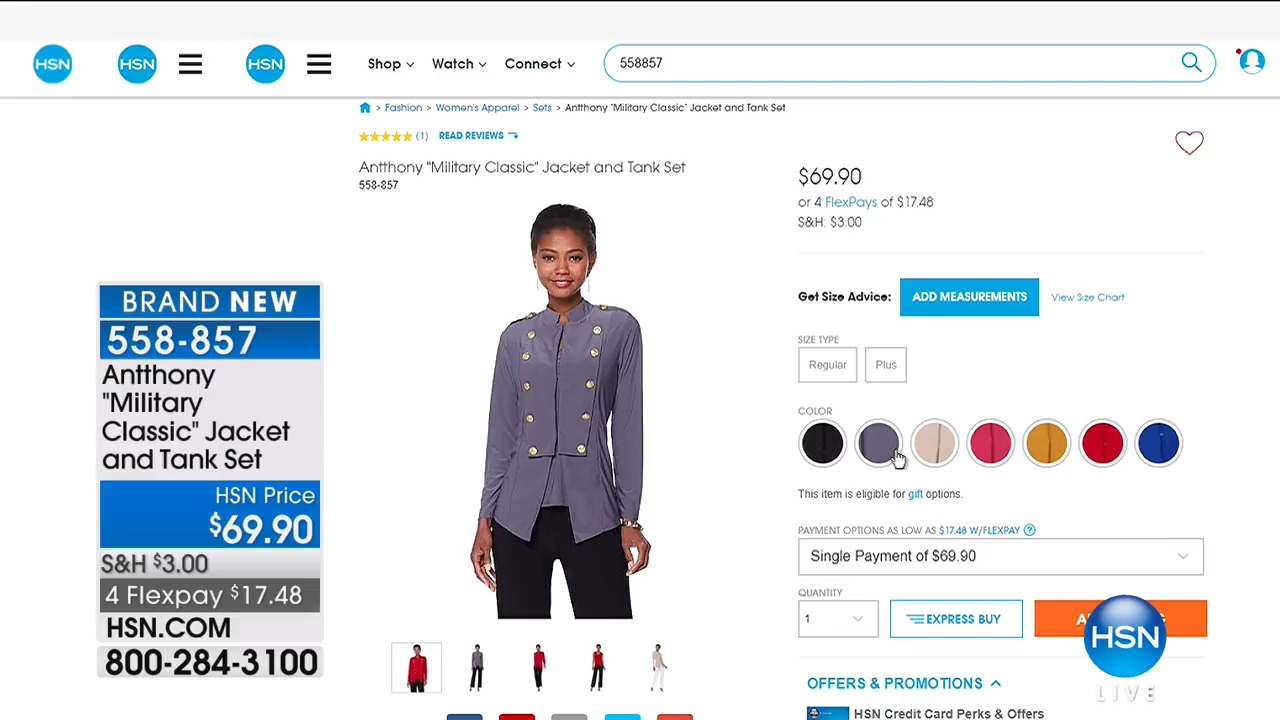 HSN
HSN
HSN
Shop
Watch
Connect
558857
> Fashion > Women's Apparel > Sets > Antthony "Military Classic" Jacket and Tank Set
(1) READ REVIEWS
Antthony "Military Classic" Jacket and Tank Set
558-857
$69.90
or 4 FlexPays of $17.48
S&H: $3.00
Get Size Advice:
ADD MEASUREMENTS
View Size Chart
SIZE TYPE
Regular
Plus
COLOR
This item is eligible for gift options.
PAYMENT OPTIONS AS LOW AS $17.48 W/FLEXPAY ?
Single Payment of $69.90
QUANTITY
1
EXPRESS BUY
OFFERS & PROMOTIONS
HSN Credit Card Perks & Offers
BRAND NEW
558-857
Antthony
"Military
Classic" Jacket
and Tank Set
HSN Price
$69.90
S&H $3.00
4 Flexpay $17.48
HSN.COM
800-284-3100
HSN
LIVE